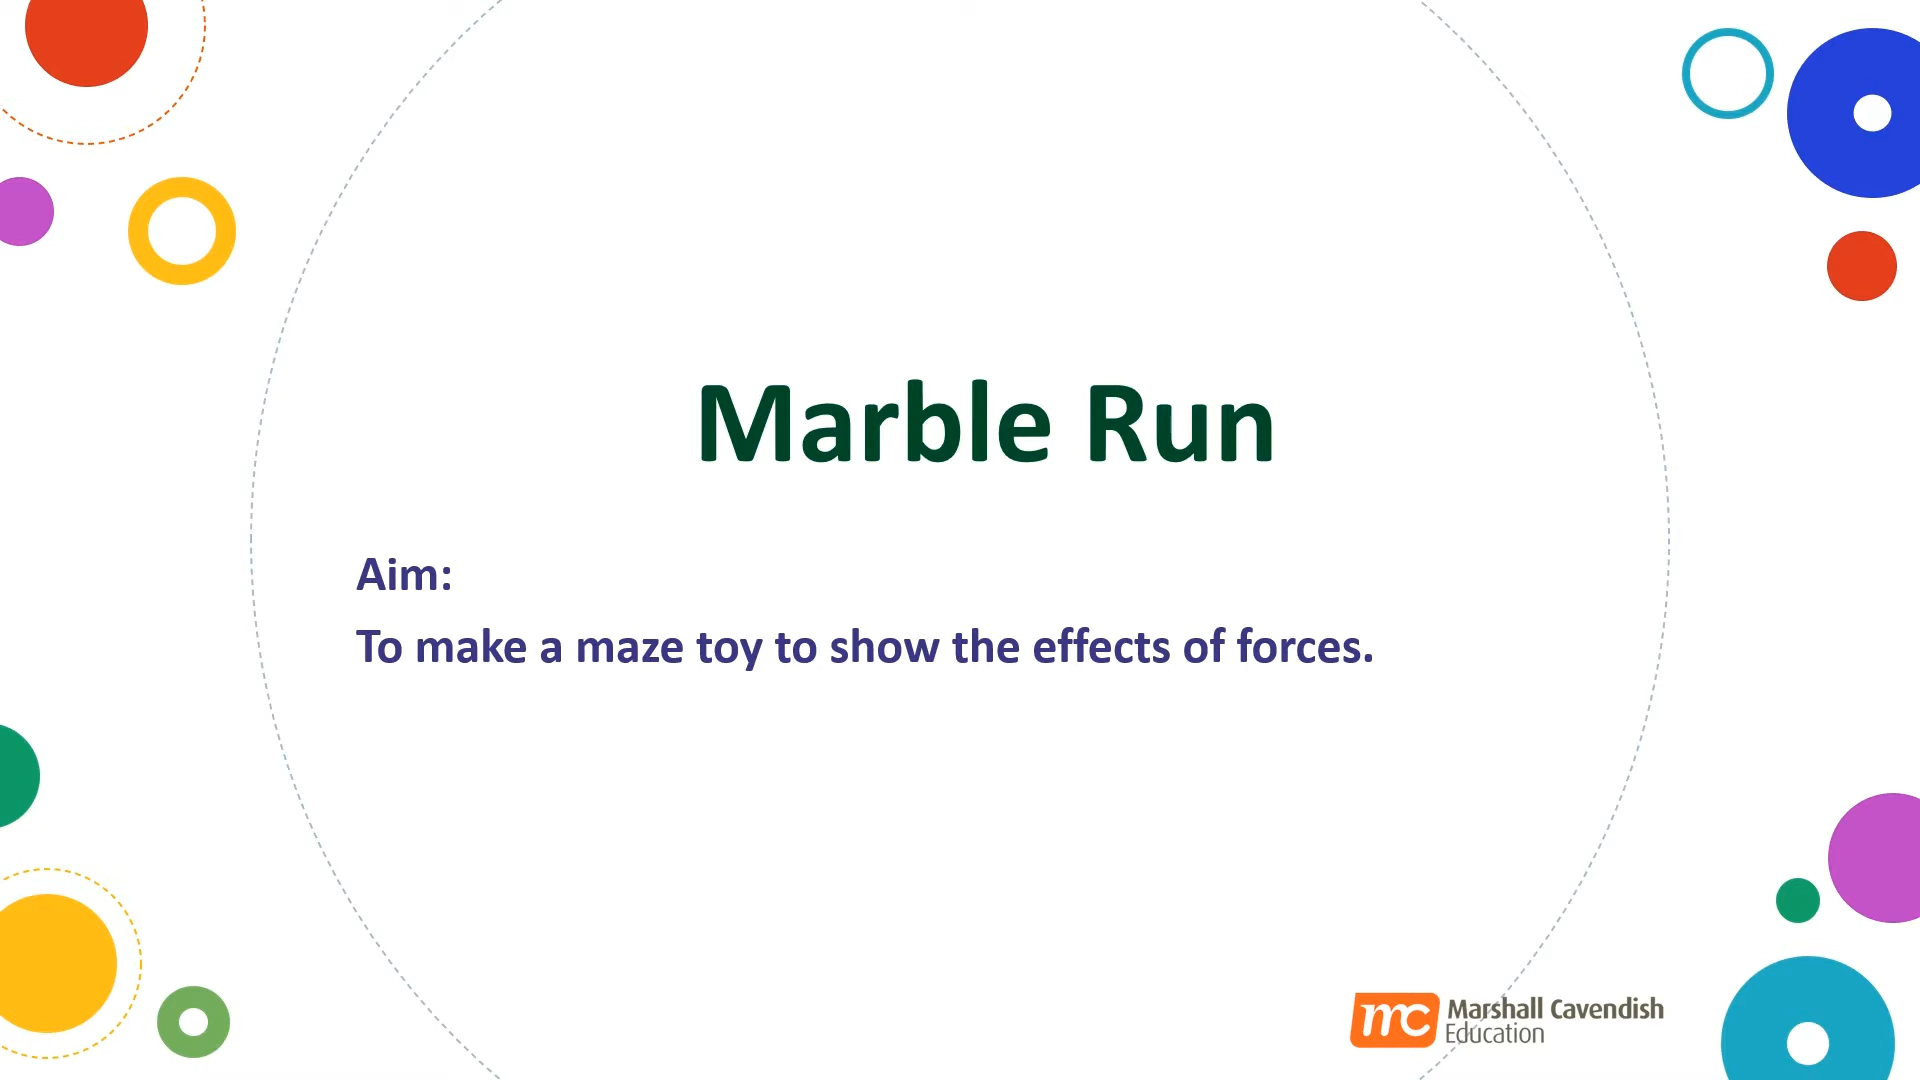 Marble Run
Aim:
To make a maze toy to show the effects of forces.
mc Marshall Cavendish
Education